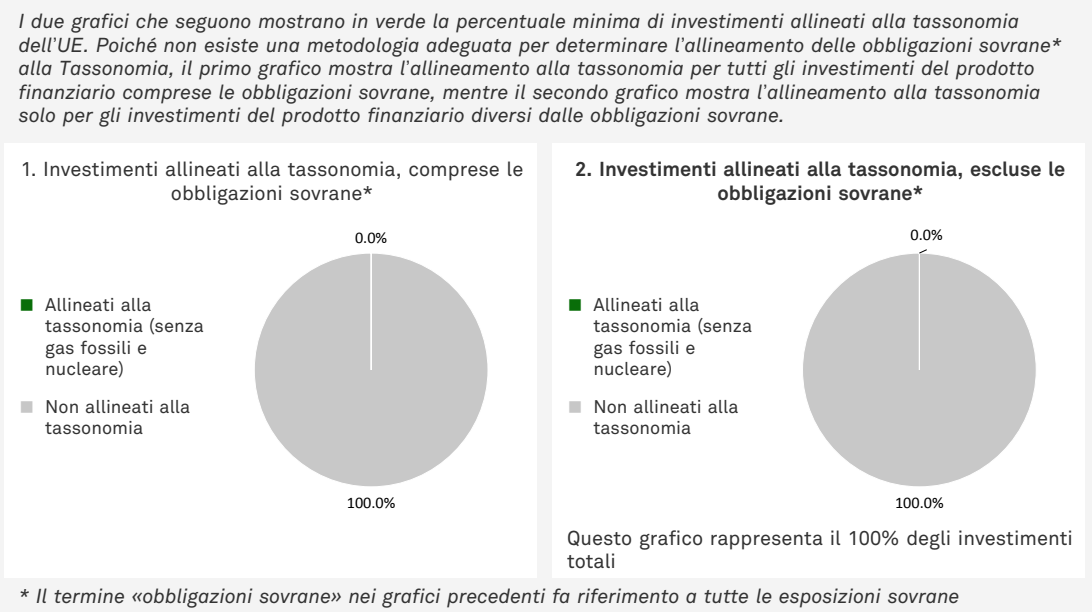 I due grafici che seguono mostrano in verde la percentuale minima di investimenti allineati alla tassonomia
dell'UE. Poiché non esiste una metodologia adeguata per determinare l'allineamento delle obbligazioni sovrane*
alla Tassonomia, il primo grafico mostra l'allineamento alla tassonomia per tutti gli investimenti del prodotto
finanziario comprese le obbligazioni sovrane, mentre il secondo grafico mostra l'allineamento alla tassonomia
solo per gli investimenti del prodotto finanziario diversi dalle obbligazioni sovrane.
1. Investimenti allineati alla tassonomia, comprese le
obbligazioni sovrane*
0.0%
Allineati alla
tassonomia (senza
gas fossili e
nucleare)
Non allineati alla
tassonomia
100.0%
2. Investimenti allineati alla tassonomia, escluse le
obbligazioni sovrane*
0.0%
Allineati alla
tassonomia (senza
gas fossili e
nucleare)
Non allineati alla
tassonomia
100.0%
Questo grafico rappresenta il 100% degli investimenti
totali
* Il termine «obbligazioni sovrane» nei grafici precedenti fa riferimento a tutte le esposizioni sovrane